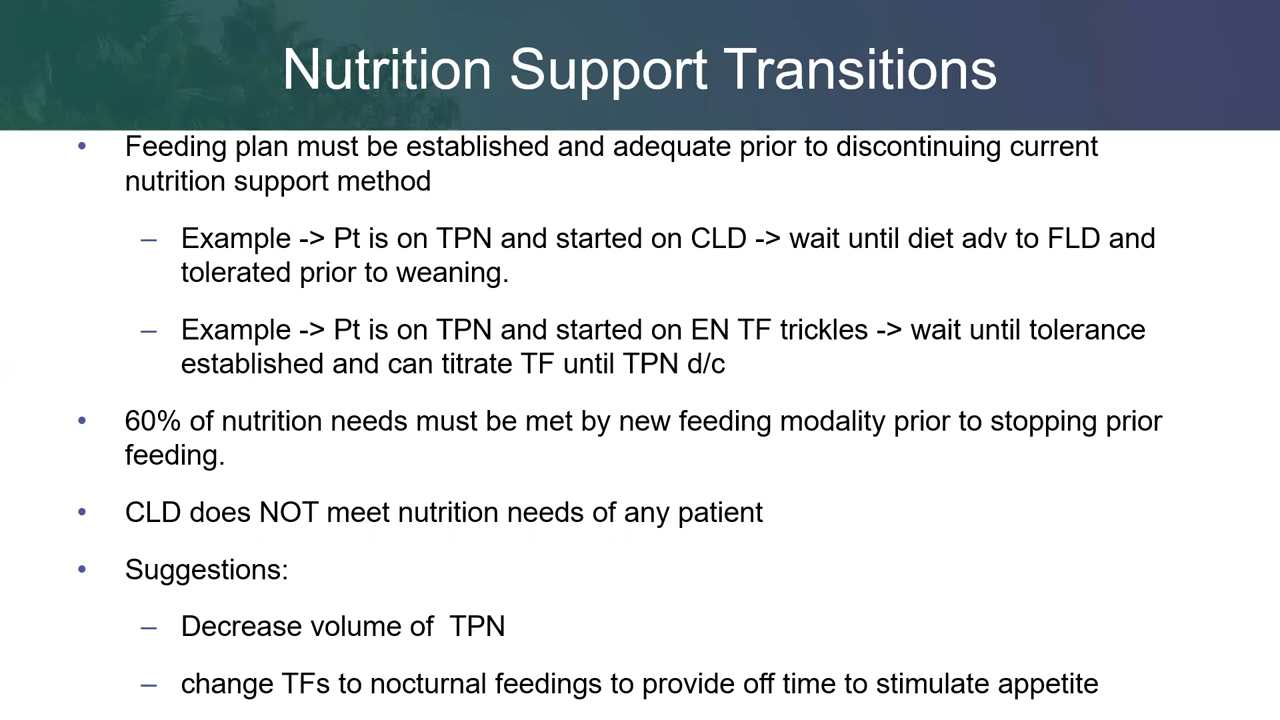 Nutrition Support Transitions
• Feeding plan must be established and adequate prior to discontinuing current
nutrition support method
– Example -> Pt is on TPN and started on CLD -> wait until diet adv to FLD and
tolerated prior to weaning.
– Example -> Pt is on TPN and started on EN TF trickles -> wait until tolerance
established and can titrate TF until TPN d/c
• 60% of nutrition needs must be met by new feeding modality prior to stopping prior
feeding.
• CLD does NOT meet nutrition needs of any patient
• Suggestions:
– Decrease volume of  TPN
– change TFs to nocturnal feedings to provide off time to stimulate appetite